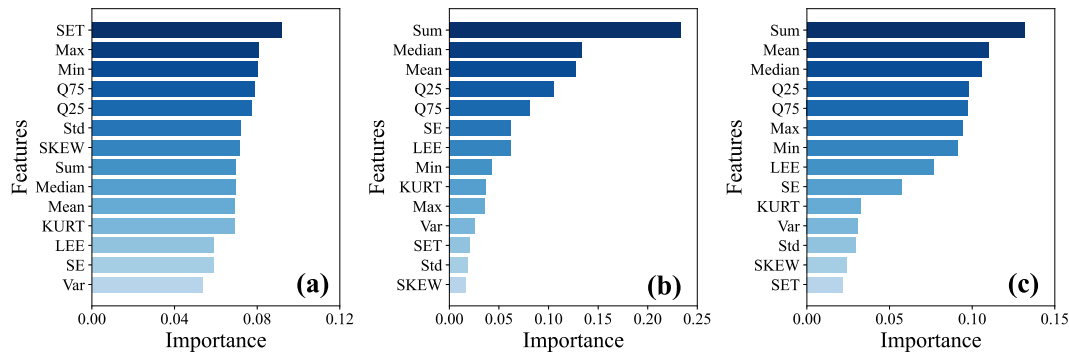 SET
Max
Min
Q75
Q25
Std
SKEW
Sum
Median
Mean
KURT
LEE
SE
Var
Features
0.00
0.04
0.08
0.12
Importance
(a)
Sum
Median
Mean
Q25
Q75
SE
LEE
Min
KURT
Max
Var
SET
Std
SKEW
Features
0.00
0.05
0.10
0.15
0.20
0.25
Importance
(b)
Sum
Mean
Median
Q25
Q75
Max
Min
LEE
SE
KURT
Var
Std
SKEW
SET
Features
0.00
0.05
0.10
0.15
Importance
(c)